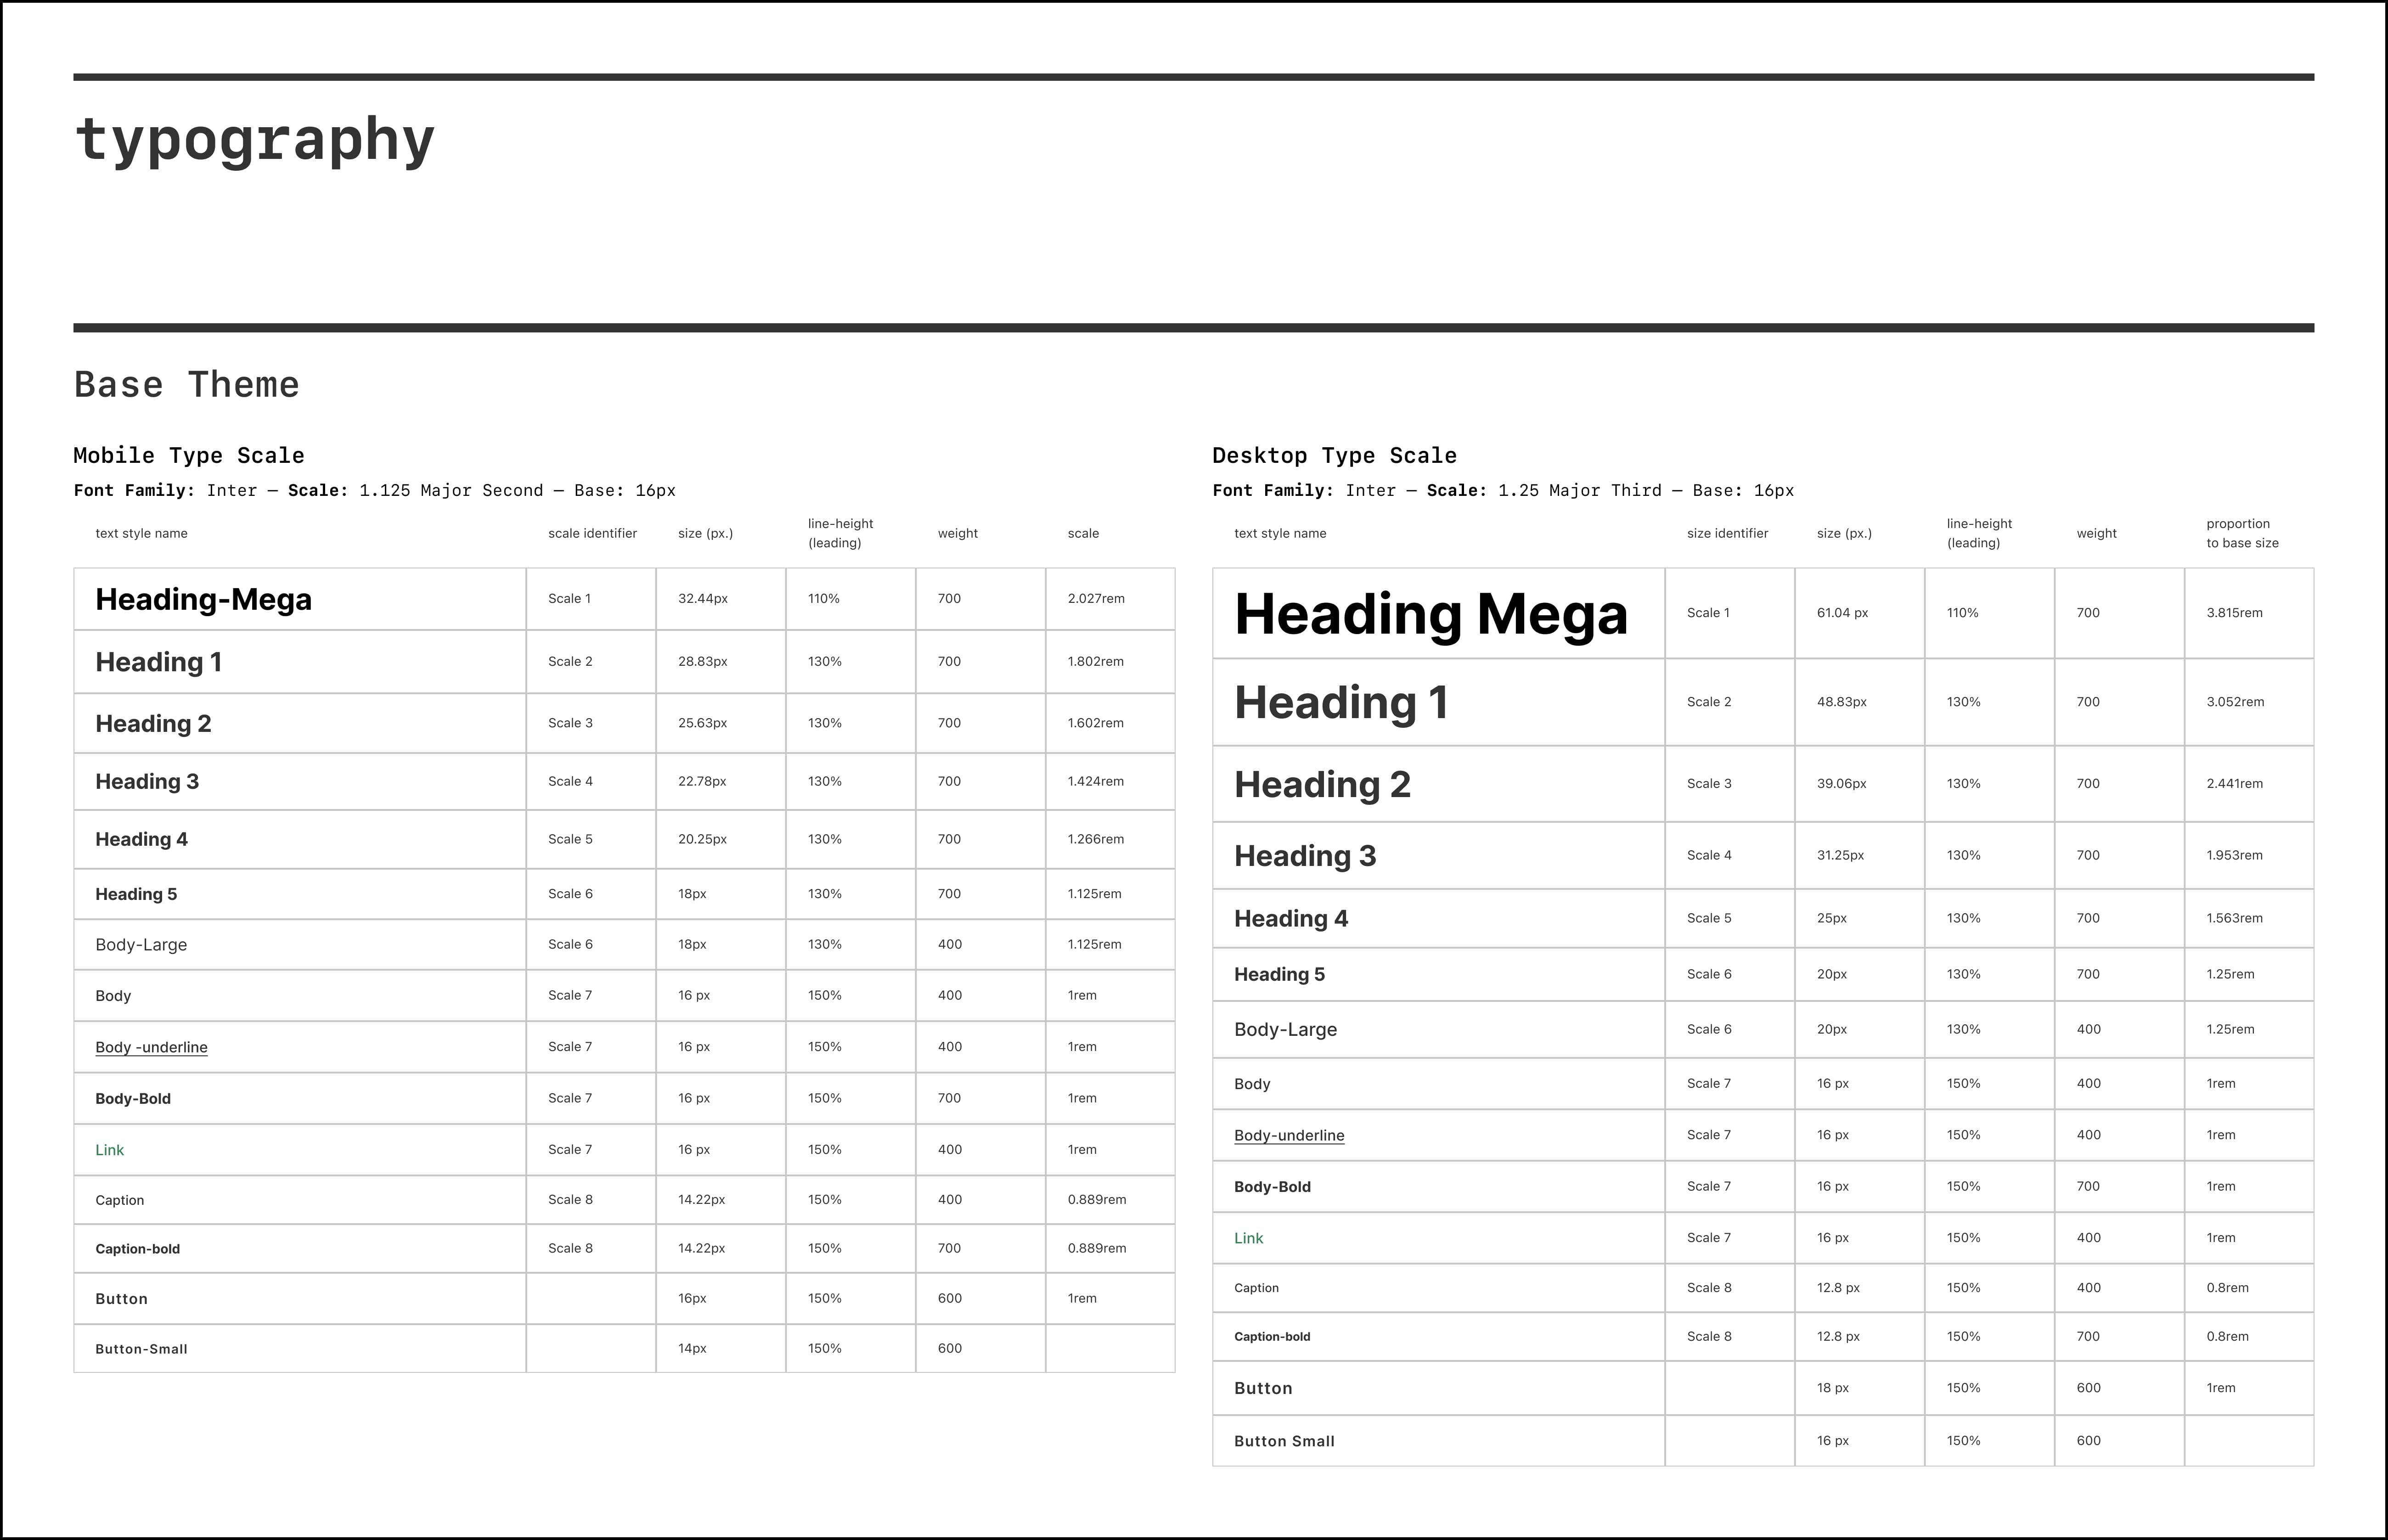 typography
Base Theme
Mobile Type Scale
Font Family: Inter — Scale: 1.125 Major Second — Base: 16px
text style name scale identifier size (px.) line-height (leading) weight scale
Heading-Mega Scale 1 32.44px 110% 700 2.027rem
Heading 1 Scale 2 28.83px 130% 700 1.802rem
Heading 2 Scale 3 25.63px 130% 700 1.602rem
Heading 3 Scale 4 22.78px 130% 700 1.424rem
Heading 4 Scale 5 20.25px 130% 700 1.266rem
Heading 5 Scale 6 18px 130% 700 1.125rem
Body-Large Scale 6 18px 130% 400 1.125rem
Body Scale 7 16 px 150% 400 1rem
Body -underline Scale 7 16 px 150% 400 1rem
Body-Bold Scale 7 16 px 150% 700 1rem
Link Scale 7 16 px 150% 400 1rem
Caption Scale 8 14.22px 150% 400 0.889rem
Caption-bold Scale 8 14.22px 150% 700 0.889rem
Button 16px 150% 600 1rem
Button-Small 14px 150% 600
Desktop Type Scale
Font Family: Inter — Scale: 1.25 Major Third — Base: 16px
text style name size identifier size (px.) line-height (leading) weight proportion to base size
Heading Mega Scale 1 61.04 px 110% 700 3.815rem
Heading 1 Scale 2 48.83px 130% 700 3.052rem
Heading 2 Scale 3 39.06px 130% 700 2.441rem
Heading 3 Scale 4 31.25px 130% 700 1.953rem
Heading 4 Scale 5 25px 130% 700 1.563rem
Heading 5 Scale 6 20px 130% 700 1.25rem
Body-Large Scale 6 20px 130% 400 1.25rem
Body Scale 7 16 px 150% 400 1rem
Body-underline Scale 7 16 px 150% 400 1rem
Body-Bold Scale 7 16 px 150% 700 1rem
Link Scale 7 16 px 150% 400 1rem
Caption Scale 8 12.8 px 150% 400 0.8rem
Caption-bold Scale 8 12.8 px 150% 700 0.8rem
Button 18 px 150% 600 1rem
Button Small 16 px 150% 600